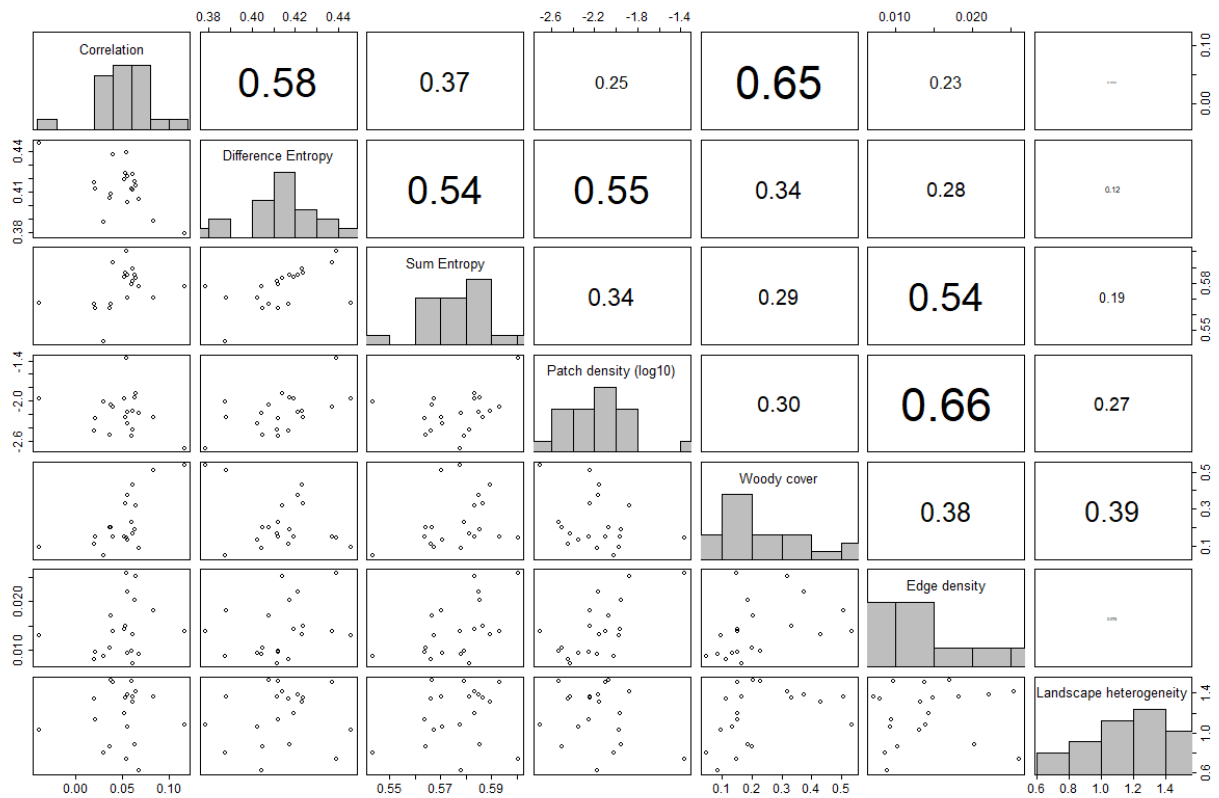 0.38 0.40 0.42 0.44 -2.6 -2.2 -1.8 -1.4 0.010 0.020
Correlation 0.58 0.37 0.25 0.65 0.23 0.00 0.10
0.38 0.41 0.44 Difference Entropy 0.54 0.55 0.34 0.28 0.12
Sum Entropy 0.34 0.29 0.54 0.19 0.55 0.58
-2.6 -2.0 -1.4 Patch density (log10) 0.30 0.66 0.27
Woody cover 0.38 0.39 0.1 0.3 0.5
0.010 0.020 Edge density
Landscape heterogeneity 0.6 1.0 1.4
0.00 0.05 0.10 0.55 0.57 0.59 0.1 0.2 0.3 0.4 0.5 0.6 0.8 1.0 1.2 1.4